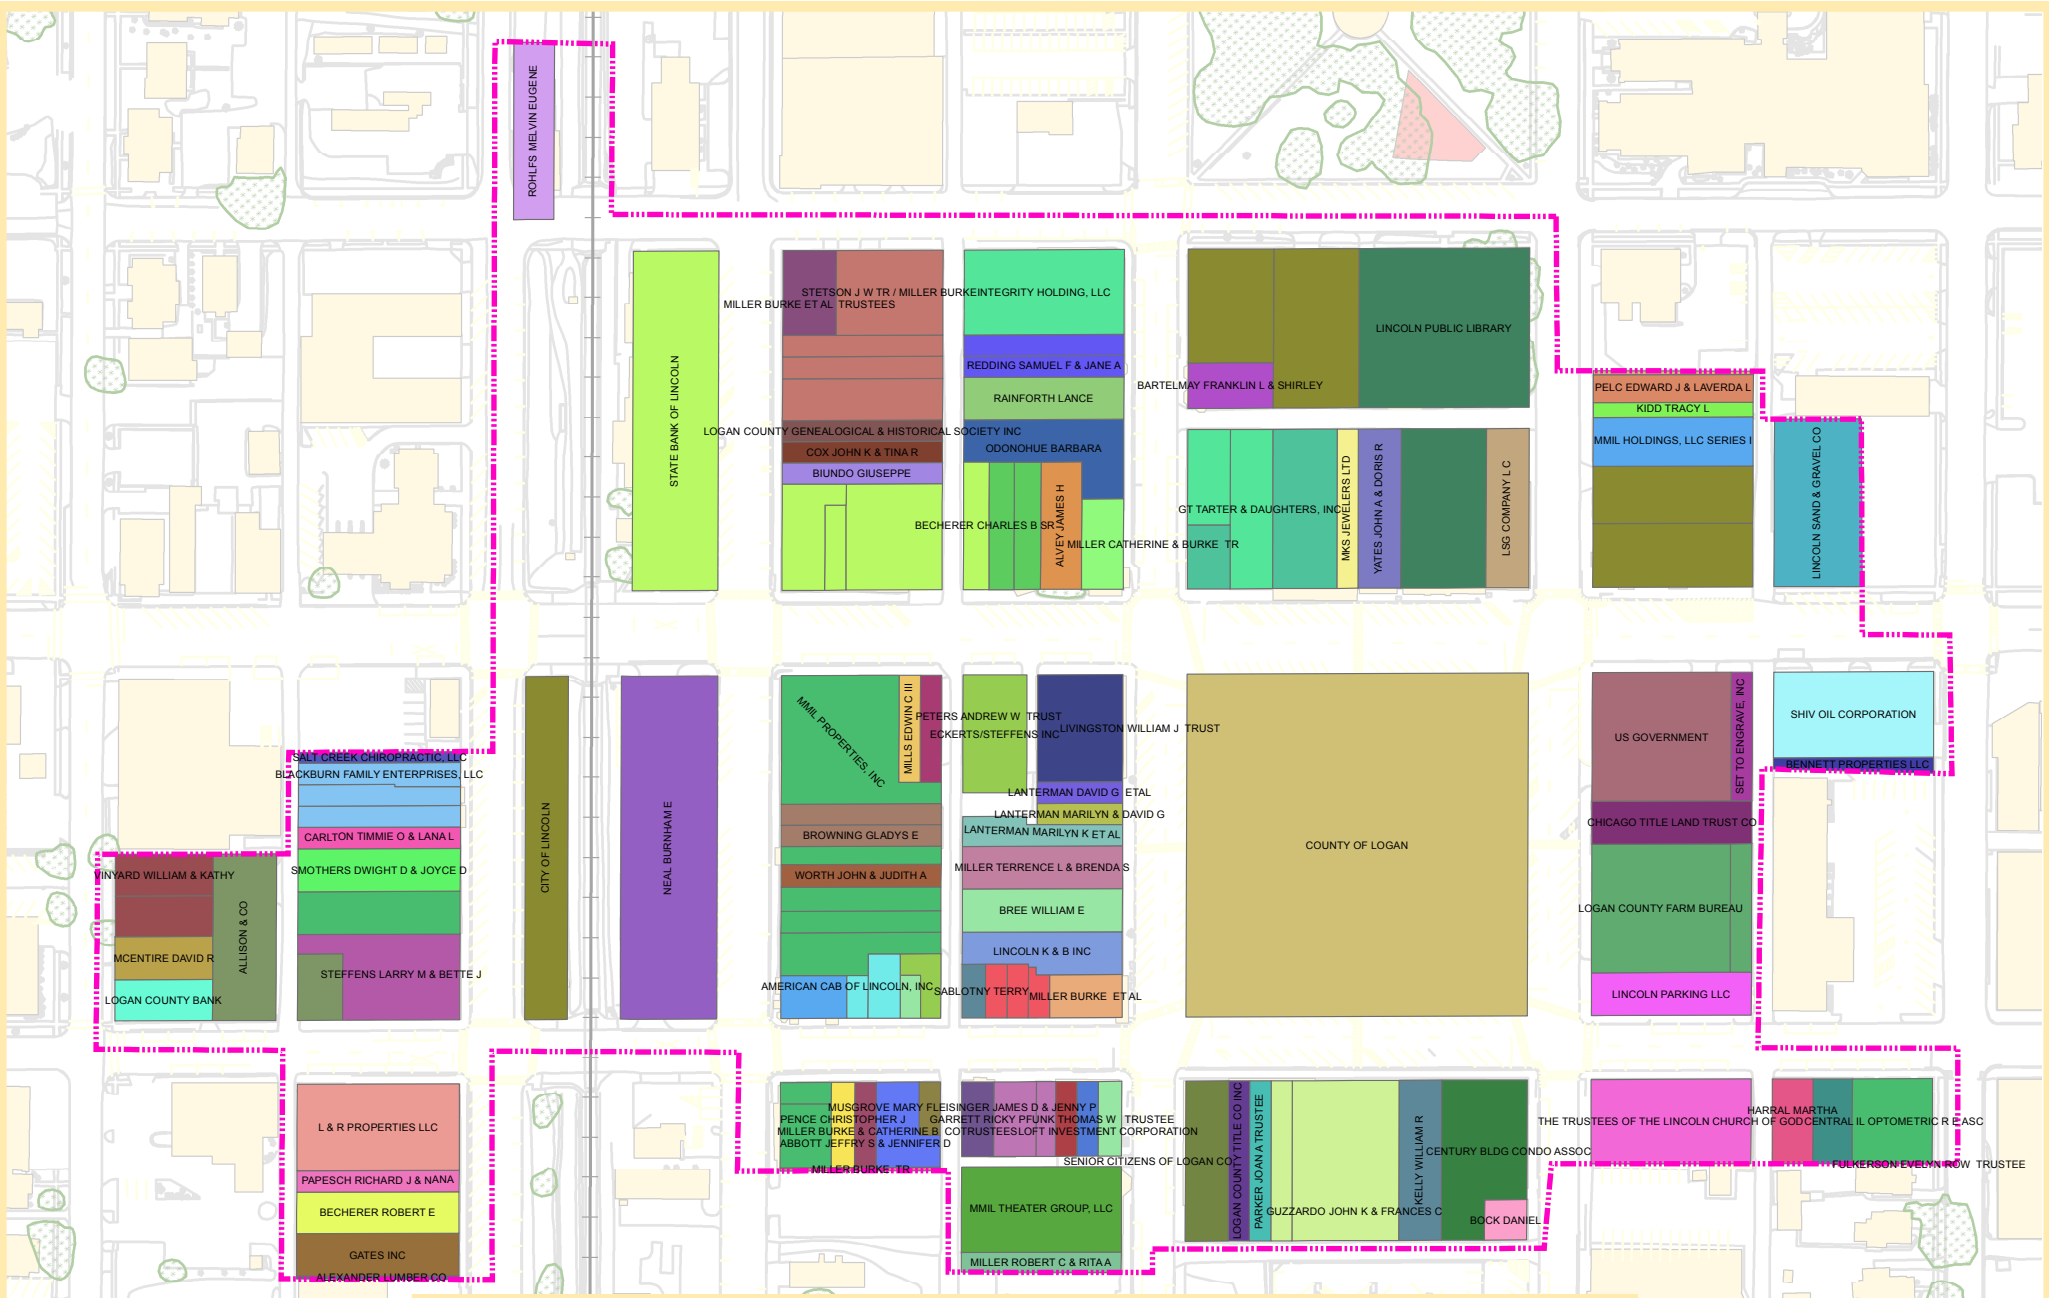 ROHLFS MELVIN EUGENE
STATE BANK OF LINCOLN
STETSON J W TR / MILLER BURKE
INTEGRITY HOLDING, LLC
MILLER BURKE ET AL TRUSTEES
REDDING SAMUEL F & JANE A
RAINFORTH LANCE
LOGAN COUNTY GENEALOGICAL & HISTORICAL SOCIETY INC
ODONOHUE BARBARA
COX JOHN K & TINA R
BIUNDO GIUSEPPE
BECHERER CHARLES B SR
ALVEY JAMES H
MILLER CATHERINE & BURKE TR
LINCOLN PUBLIC LIBRARY
BARTELMAY FRANKLIN L & SHIRLEY
GT TARTER & DAUGHTERS, INC
MKS JEWELERS LTD
YATES JOHN A & DORIS R
LSG COMPANY L C
PELC EDWARD J & LAVERDA L
KIDD TRACY L
MMIL HOLDINGS, LLC SERIES I
LINCOLN SAND & GRAVEL CO
SALT CREEK CHIROPRACTIC, LLC
BLACKBURN FAMILY ENTERPRISES, LLC
CARLTON TIMMIE O & LANA L
SMOTHERS DWIGHT D & JOYCE D
VINYARD WILLIAM & KATHY
ALLISON & CO
MCENTIRE DAVID R
LOGAN COUNTY BANK
STEFFENS LARRY M & BETTE J
CITY OF LINCOLN
NEAL BURNHAM E
MMIL PROPERTIES, INC
MILLS EDWIN C III
PETERS ANDREW W TRUST
ECKERTS/STEFFENS INC
LIVINGSTON WILLIAM J TRUST
LANTERMAN DAVID G ETAL
LANTERMAN MARILYN & DAVID G
LANTERMAN MARILYN K ET AL
BROWNING GLADYS E
MILLER TERRENCE L & BRENDA S
WORTH JOHN & JUDITH A
BREE WILLIAM E
LINCOLN K & B INC
AMERICAN CAB OF LINCOLN, INC
SABLOTNY TERRY
MILLER BURKE ET AL
COUNTY OF LOGAN
US GOVERNMENT
SET TO ENGRAVE, INC
SHIV OIL CORPORATION
BENNETT PROPERTIES LLC
CHICAGO TITLE LAND TRUST CO
LOGAN COUNTY FARM BUREAU
LINCOLN PARKING LLC
L & R PROPERTIES LLC
PAPESCH RICHARD J & NANA
BECHERER ROBERT E
GATES INC
ALEXANDER LUMBER CO
MUSGROVE MARY F
LEISINGER JAMES D & JENNY P
PENCE CHRISTOPHER J
GARRETT RICKY P
FUNK THOMAS W TRUSTEE
MILLER BURKE & CATHERINE B COTRUSTEES
LOFT INVESTMENT CORPORATION
ABBOTT JEFFRY S & JENNIFER D
MILLER BURKE TR
SENIOR CITIZENS OF LOGAN CO
MMIL THEATER GROUP, LLC
MILLER ROBERT C & RITA A
LOGAN COUNTY TITLE CO INC
PARKER JOAN A TRUSTEE
GUZZARDO JOHN K & FRANCES C
KELLY WILLIAM R
CENTURY BLDG CONDO ASSOC
BOCK DANIEL
THE TRUSTEES OF THE LINCOLN CHURCH OF GOD
HARRAL MARTHA
CENTRAL IL OPTOMETRIC R E ASC
FULKERSON EVELYN ROW TRUSTEE